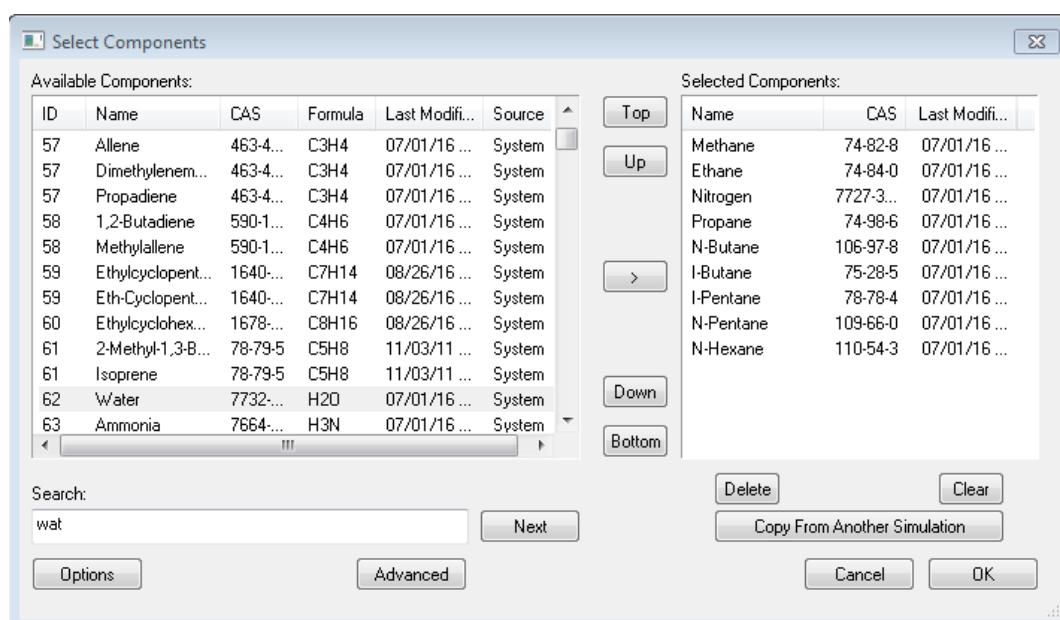 Select Components
Available Components:
ID Name CAS Formula Last Modifi... Source
57 Allene 463-4... C3H4 07/01/16 ... System
57 Dimethylenem... 463-4... C3H4 07/01/16 ... System
57 Propadiene 463-4... C3H4 07/01/16 ... System
58 1,2-Butadiene 590-1... C4H6 07/01/16 ... System
58 Methylallene 590-1... C4H6 07/01/16 ... System
59 Ethylcyclopent... 1640-... C7H14 08/26/16 ... System
59 Eth-Cyclopent... 1640-... C7H14 08/26/16 ... System
60 Ethylcyclohex... 1678-... C8H16 08/26/16 ... System
61 2-Methyl-1,3-B... 78-79-5 C5H8 11/03/11 ... System
61 Isoprene 78-79-5 C5H8 11/03/11 ... System
62 Water 7732-... H2O 07/01/16 ... System
63 Ammonia 7664-... H3N 07/01/16 ... System
Search:
wat
Next
Options
Advanced
Top
Up
>
Down
Bottom
Selected Components:
Name CAS Last Modifi...
Methane 74-82-8 07/01/16 ...
Ethane 74-84-0 07/01/16 ...
Nitrogen 7727-3... 07/01/16 ...
Propane 74-98-6 07/01/16 ...
N-Butane 106-97-8 07/01/16 ...
I-Butane 75-28-5 07/01/16 ...
I-Pentane 78-78-4 07/01/16 ...
N-Pentane 109-66-0 07/01/16 ...
N-Hexane 110-54-3 07/01/16 ...
Delete
Clear
Copy From Another Simulation
Cancel
OK